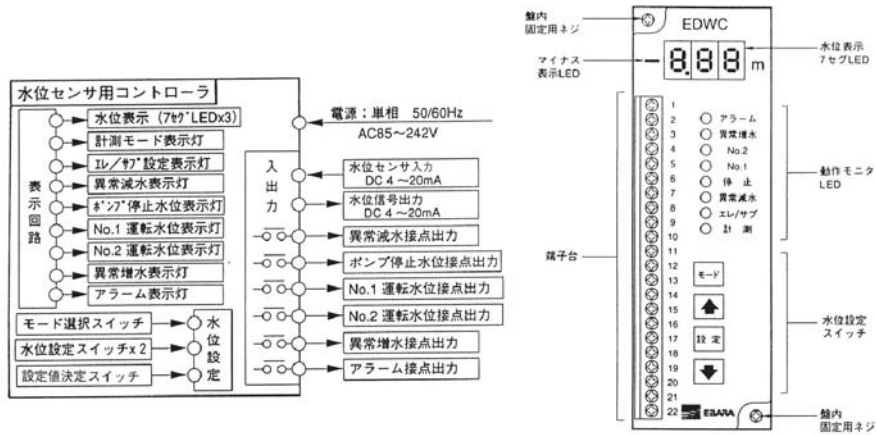 水位センサ用コントローラ
表示回路
水位表示 (7セグLEDx3)
計測モード表示灯
エレ/サブ設定表示灯
異常減水表示灯
ポンプ停止水位表示灯
No.1 運転水位表示灯
No.2 運転水位表示灯
異常増水表示灯
アラーム表示灯
モード選択スイッチ
水位設定スイッチx2
設定値決定スイッチ
水位設定
電源:単相 50/60Hz
AC85～242V
入出力
水位センサ入力
DC 4～20mA
水位信号出力
DC 4～20mA
異常減水接点出力
ポンプ停止水位接点出力
No.1 運転水位接点出力
No.2 運転水位接点出力
異常増水接点出力
アラーム接点出力
盤内
固定用ネジ
EDWC
マイナス
表示LED
8.88 m
水位表示
7セグLED
端子台
1
2
3
4
5
6
7
8
9
10
11
12
13
14
15
16
17
18
19
20
21
22
アラーム
異常増水
No.2
No.1
停止
異常減水
エレ/サブ
計測
動作モニタ
LED
モード
設定
水位設定
スイッチ
EBARA
盤内
固定用ネジ